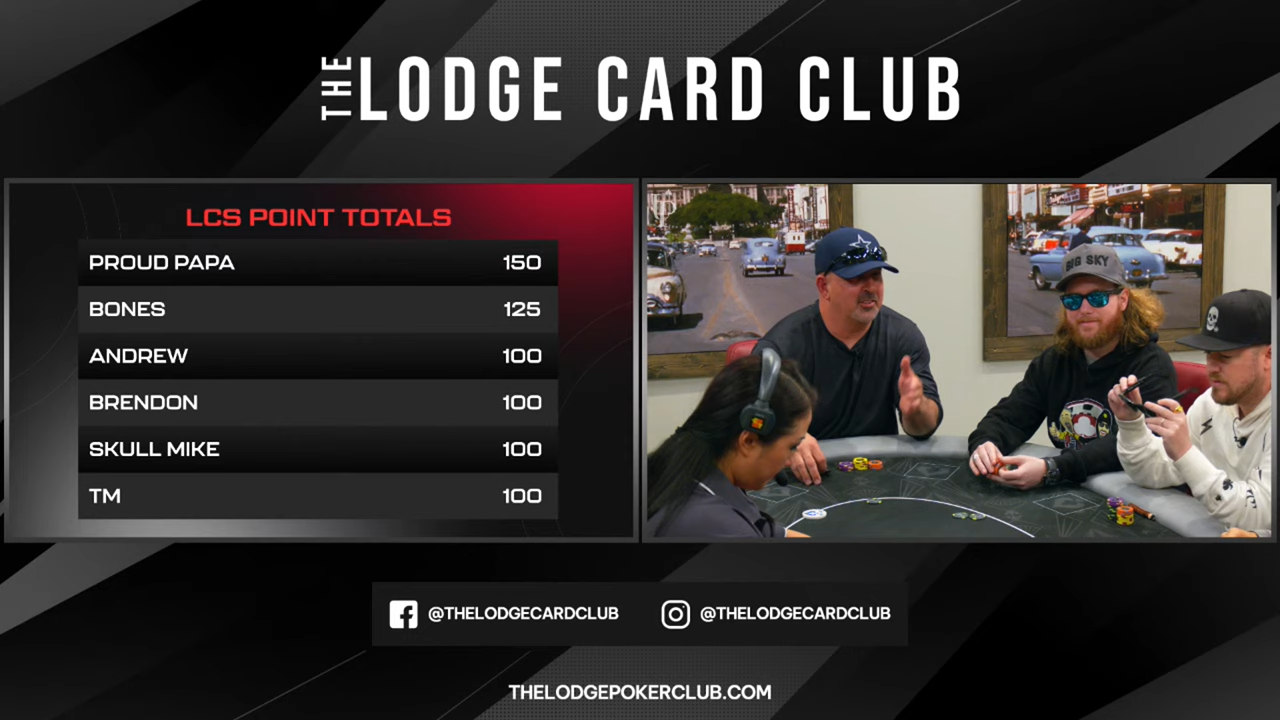 THE LODGE CARD CLUB
LCS POINT TOTALS
PROUD PAPA 150
BONES 125
ANDREW 100
BRENDON 100
SKULL MIKE 100
TM 100
BIG SKY
@THELODGECARDCLUB @THELODGECARDCLUB
THELODGEPOKERCLUB.COM